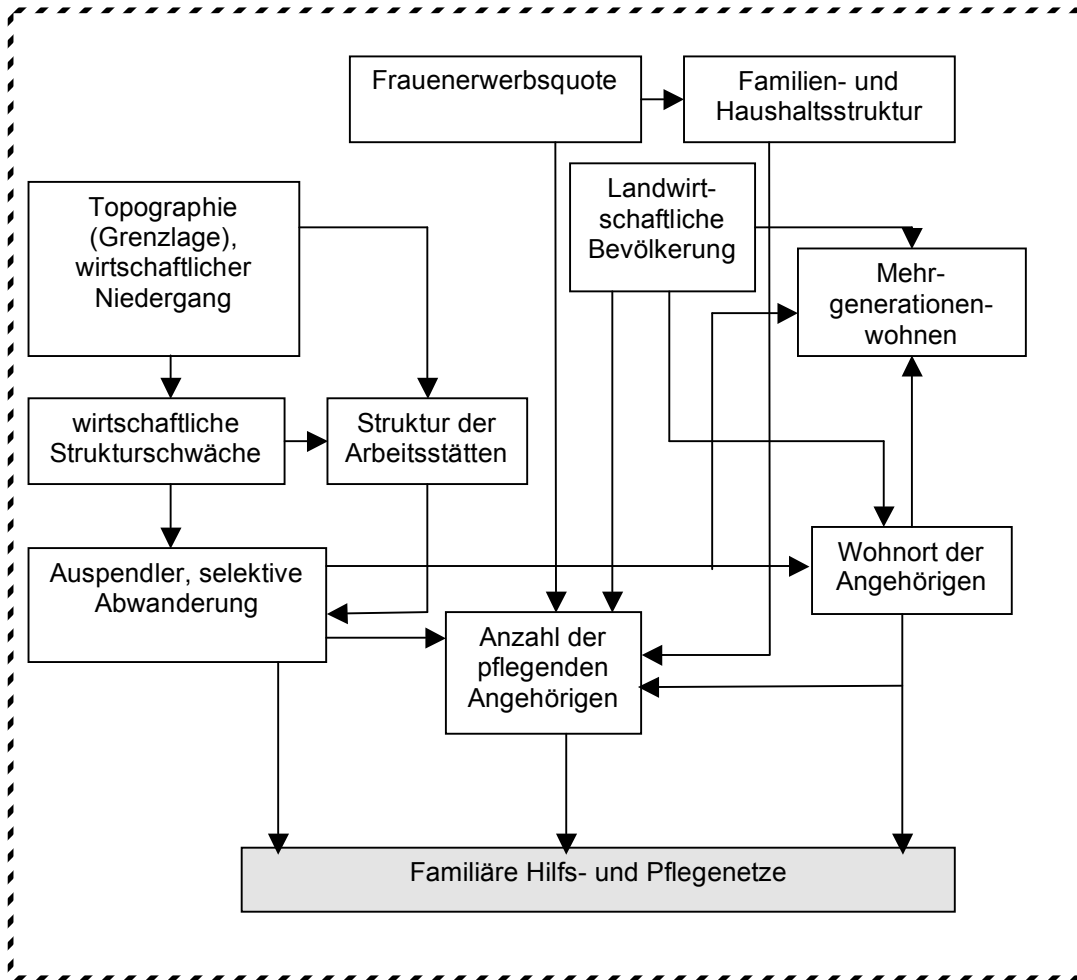 Frauenerwerbsquote
Familien- und
Haushaltsstruktur
Landwirt-
schaftliche
Bevölkerung
Topographie
(Grenzlage),
wirtschaftlicher
Niedergang
Mehr-
generationen-
wohnen
wirtschaftliche
Strukturschwäche
Struktur der
Arbeitsstätten
Auspendler, selektive
Abwanderung
Wohnort der
Angehörigen
Anzahl der
pflegenden
Angehörigen
Familiäre Hilfs- und Pflegenetze